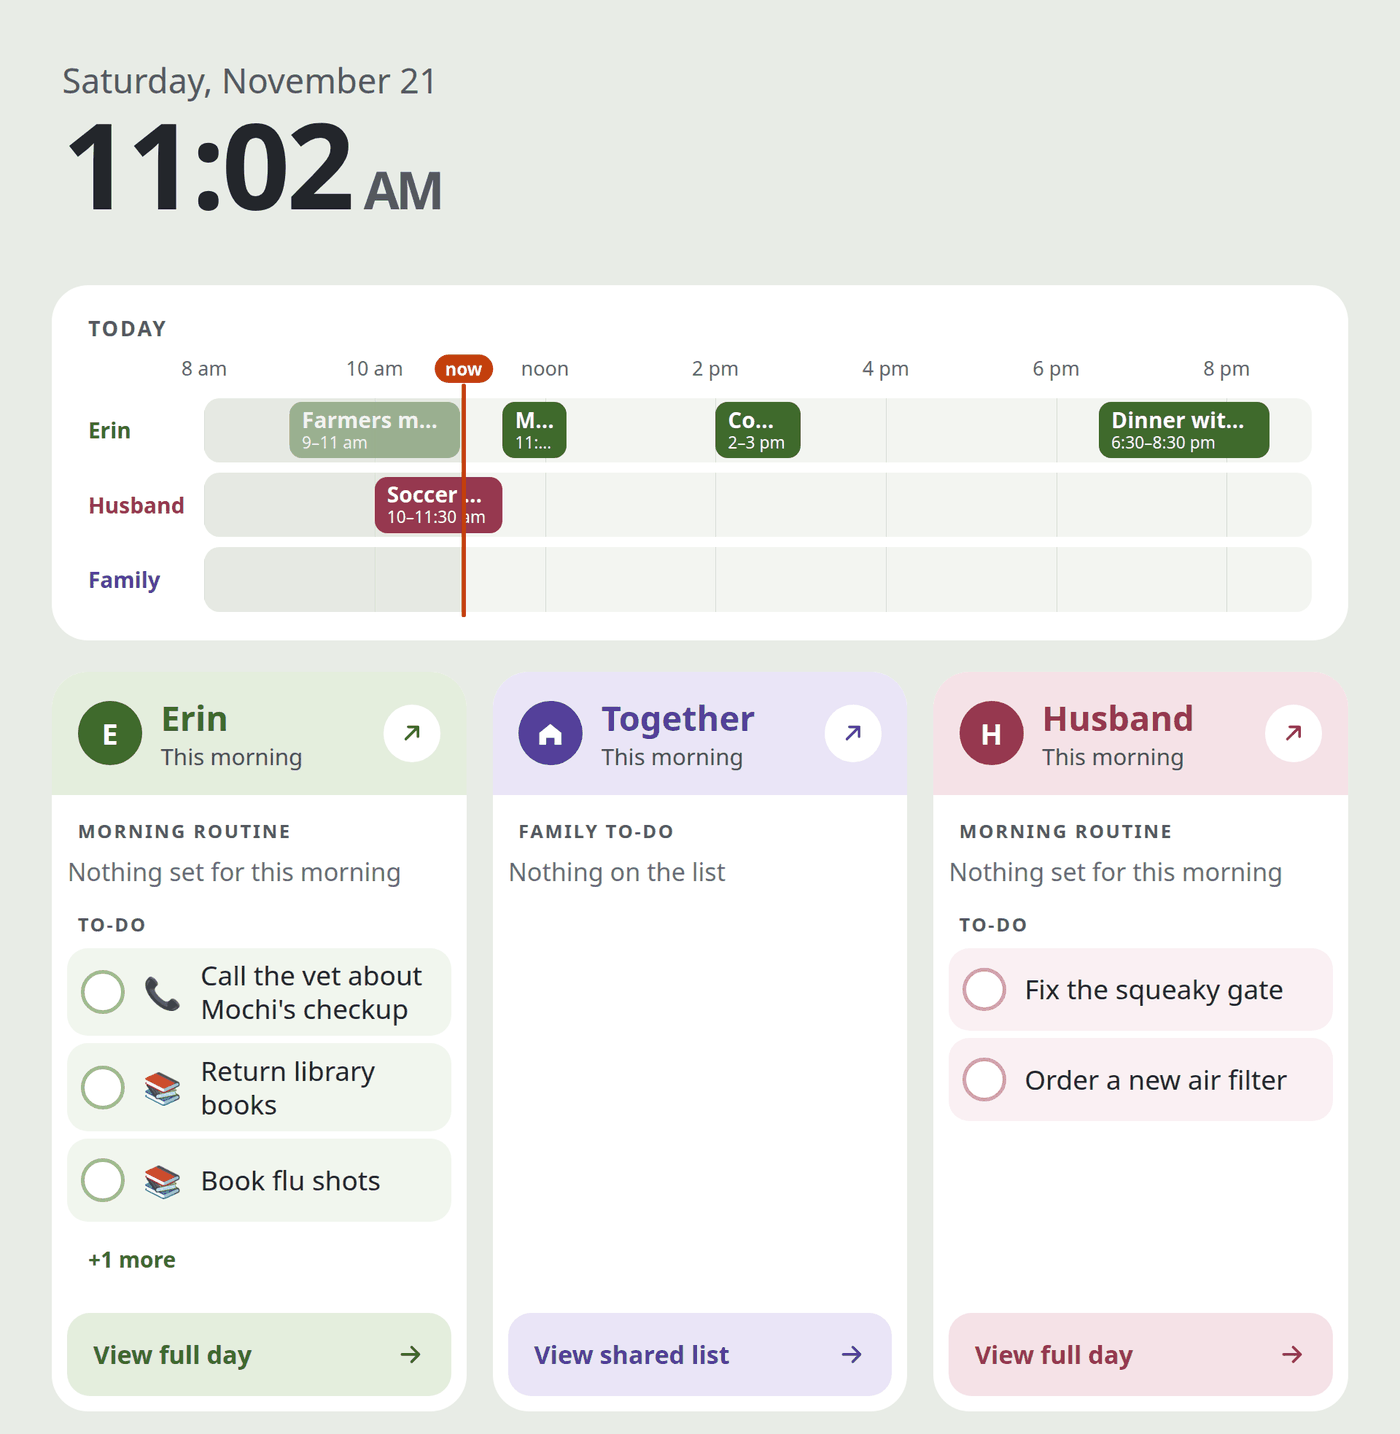 Saturday, November 21
11:02 AM
TODAY
8 am 10 am now noon 2 pm 4 pm 6 pm 8 pm
Erin
Farmers m...
9–11 am
M...
11:...
Co...
2–3 pm
Dinner wit...
6:30–8:30 pm
Husband
Soccer ...
10–11:30 am
Family
E
Erin
This morning
MORNING ROUTINE
Nothing set for this morning
TO-DO
Call the vet about
Mochi's checkup
Return library
books
Book flu shots
+1 more
View full day
Together
This morning
FAMILY TO-DO
Nothing on the list
View shared list
H
Husband
This morning
MORNING ROUTINE
Nothing set for this morning
TO-DO
Fix the squeaky gate
Order a new air filter
View full day